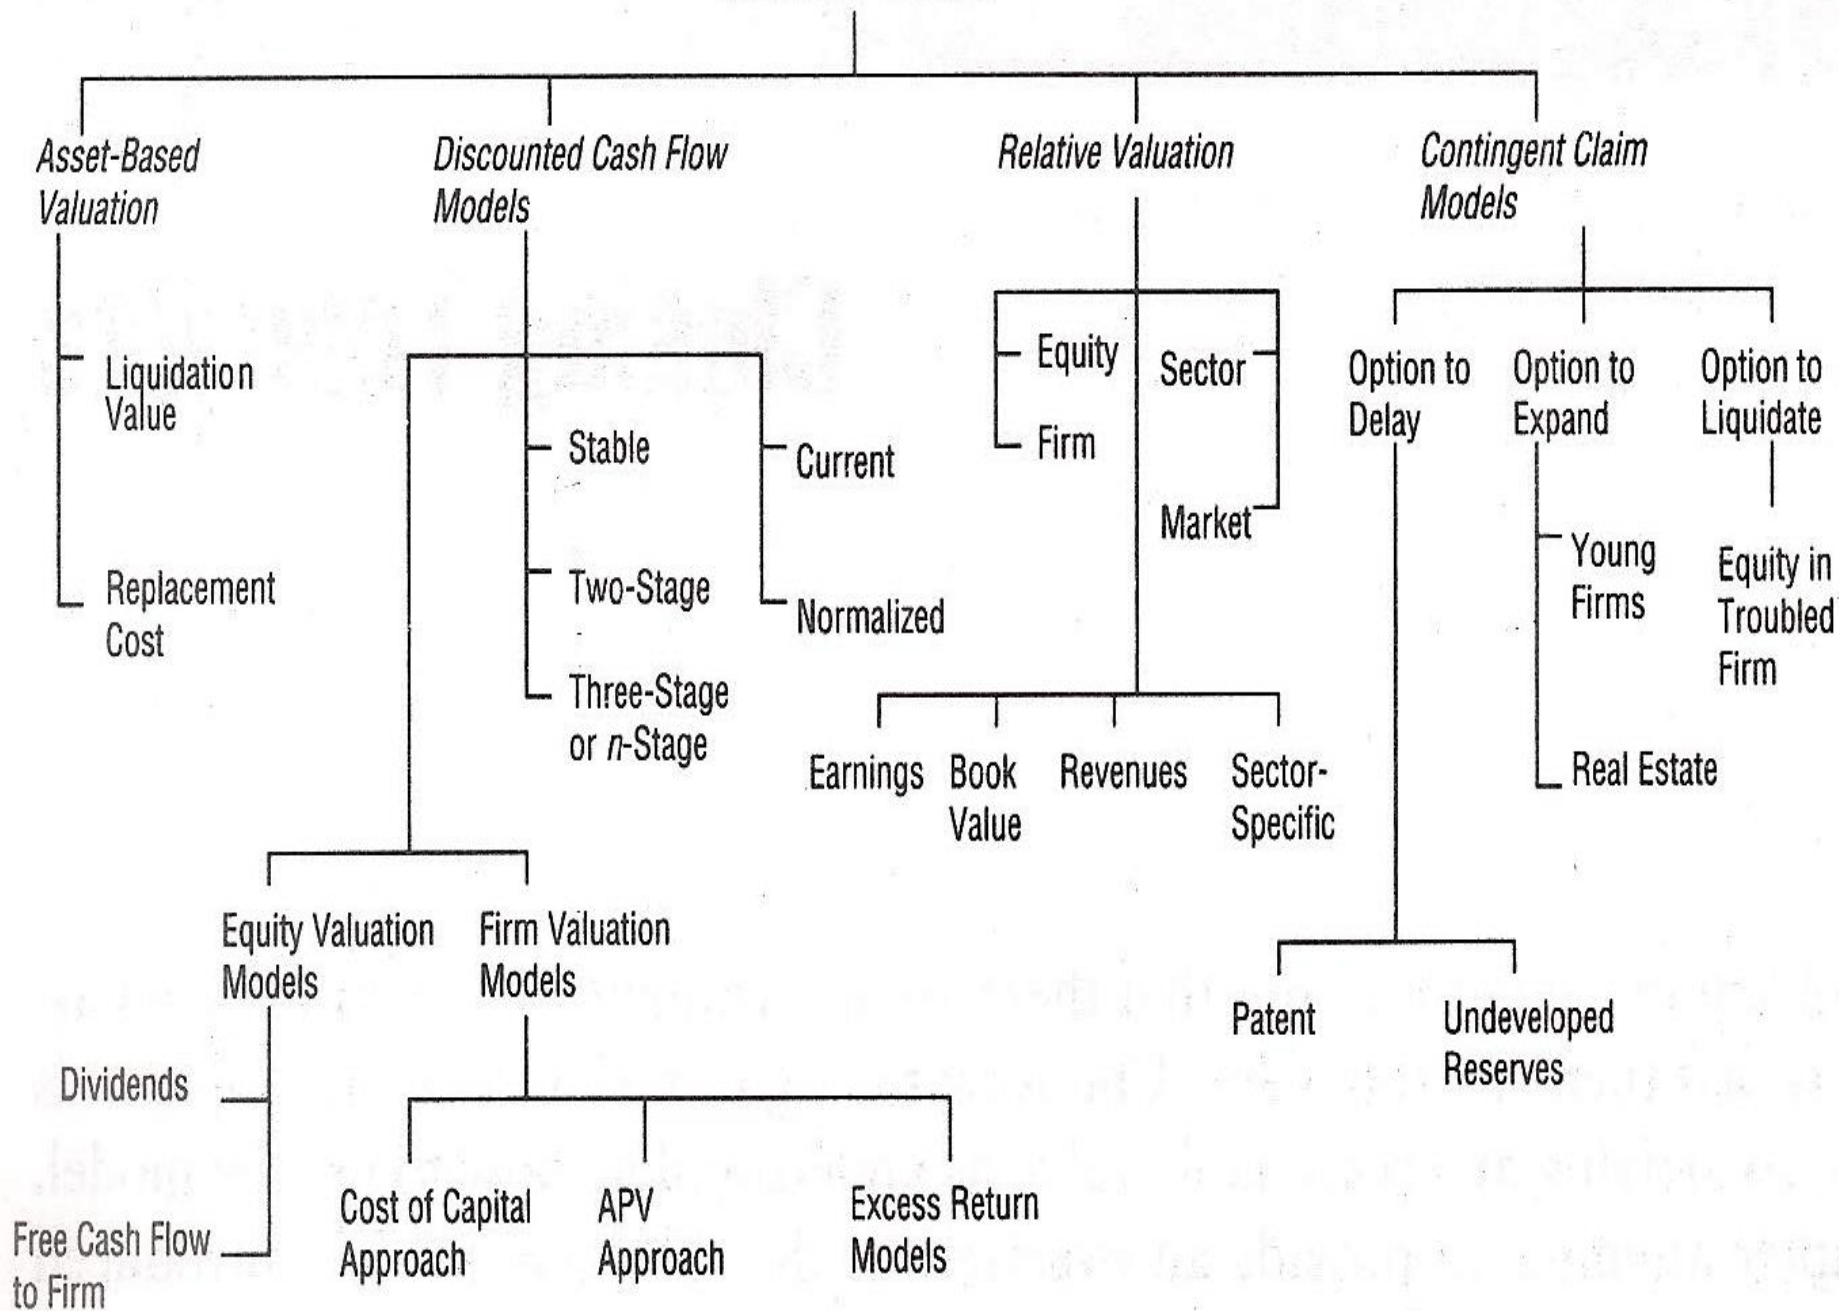 Asset-Based
Valuation
Discounted Cash Flow
Models
Relative Valuation
Contingent Claim
Models
Liquidation
Value
Replacement
Cost
Stable
Two-Stage
Three-Stage
or n-Stage
Current
Normalized
Equity
Firm
Sector
Market
Earnings
Book
Value
Revenues
Sector-
Specific
Option to
Delay
Option to
Expand
Option to
Liquidate
Young
Firms
Real Estate
Equity in
Troubled
Firm
Patent
Undeveloped
Reserves
Equity Valuation
Models
Firm Valuation
Models
Dividends
Free Cash Flow
to Firm
Cost of Capital
Approach
APV
Approach
Excess Return
Models